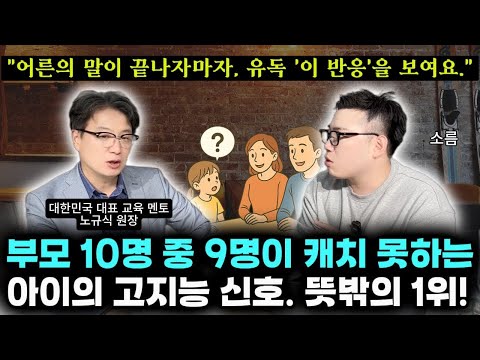 "어른의 말이 끝나자마자, 유독 '이 반응'을 보여요."
?
소름
대한민국 대표 교육 멘토
노규식 원장
부모 10명 중 9명이 캐치 못하는
아이의 고지능 신호. 뜻밖의 1위!